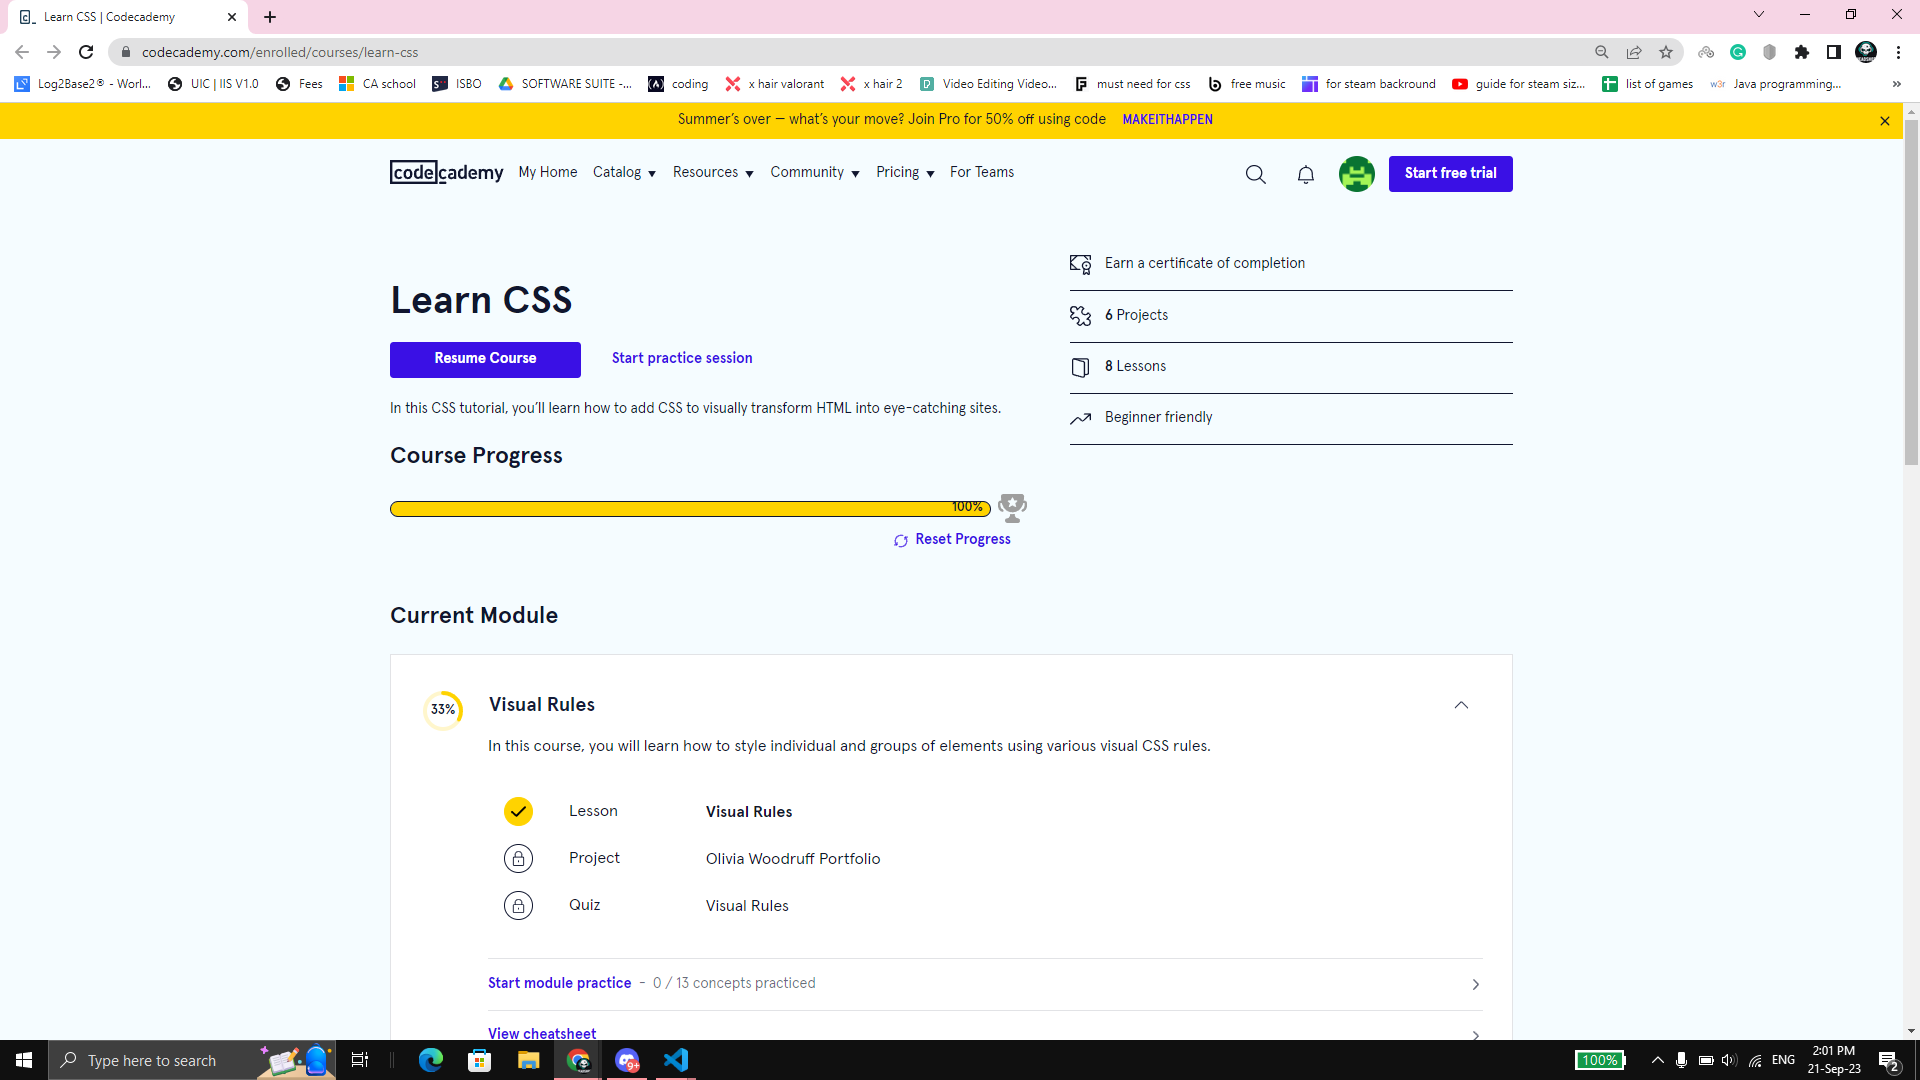 Learn CSS | Codecademy
codecademy.com/enrolled/courses/learn-css
Log2Base2® - Worl...
UIC | IIS V1.0
Fees
CA school
ISBO
SOFTWARE SUITE -...
coding
x hair valorant
x hair 2
Video Editing Video...
must need for css
free music
for steam backround
guide for steam siz...
list of games
Java programming...
Summer's over — what's your move? Join Pro for 50% off using code MAKEITHAPPEN
codecademy
My Home
Catalog
Resources
Community
Pricing
For Teams
Start free trial
Learn CSS
Resume Course
Start practice session
In this CSS tutorial, you'll learn how to add CSS to visually transform HTML into eye-catching sites.
Earn a certificate of completion
6 Projects
8 Lessons
Beginner friendly
Course Progress
100%
Reset Progress
Current Module
33%
Visual Rules
In this course, you will learn how to style individual and groups of elements using various visual CSS rules.
Lesson Visual Rules
Project Olivia Woodruff Portfolio
Quiz Visual Rules
Start module practice - 0 / 13 concepts practiced
View cheatsheet
Type here to search
9+
100%
ENG
2:01 PM
21-Sep-23
2